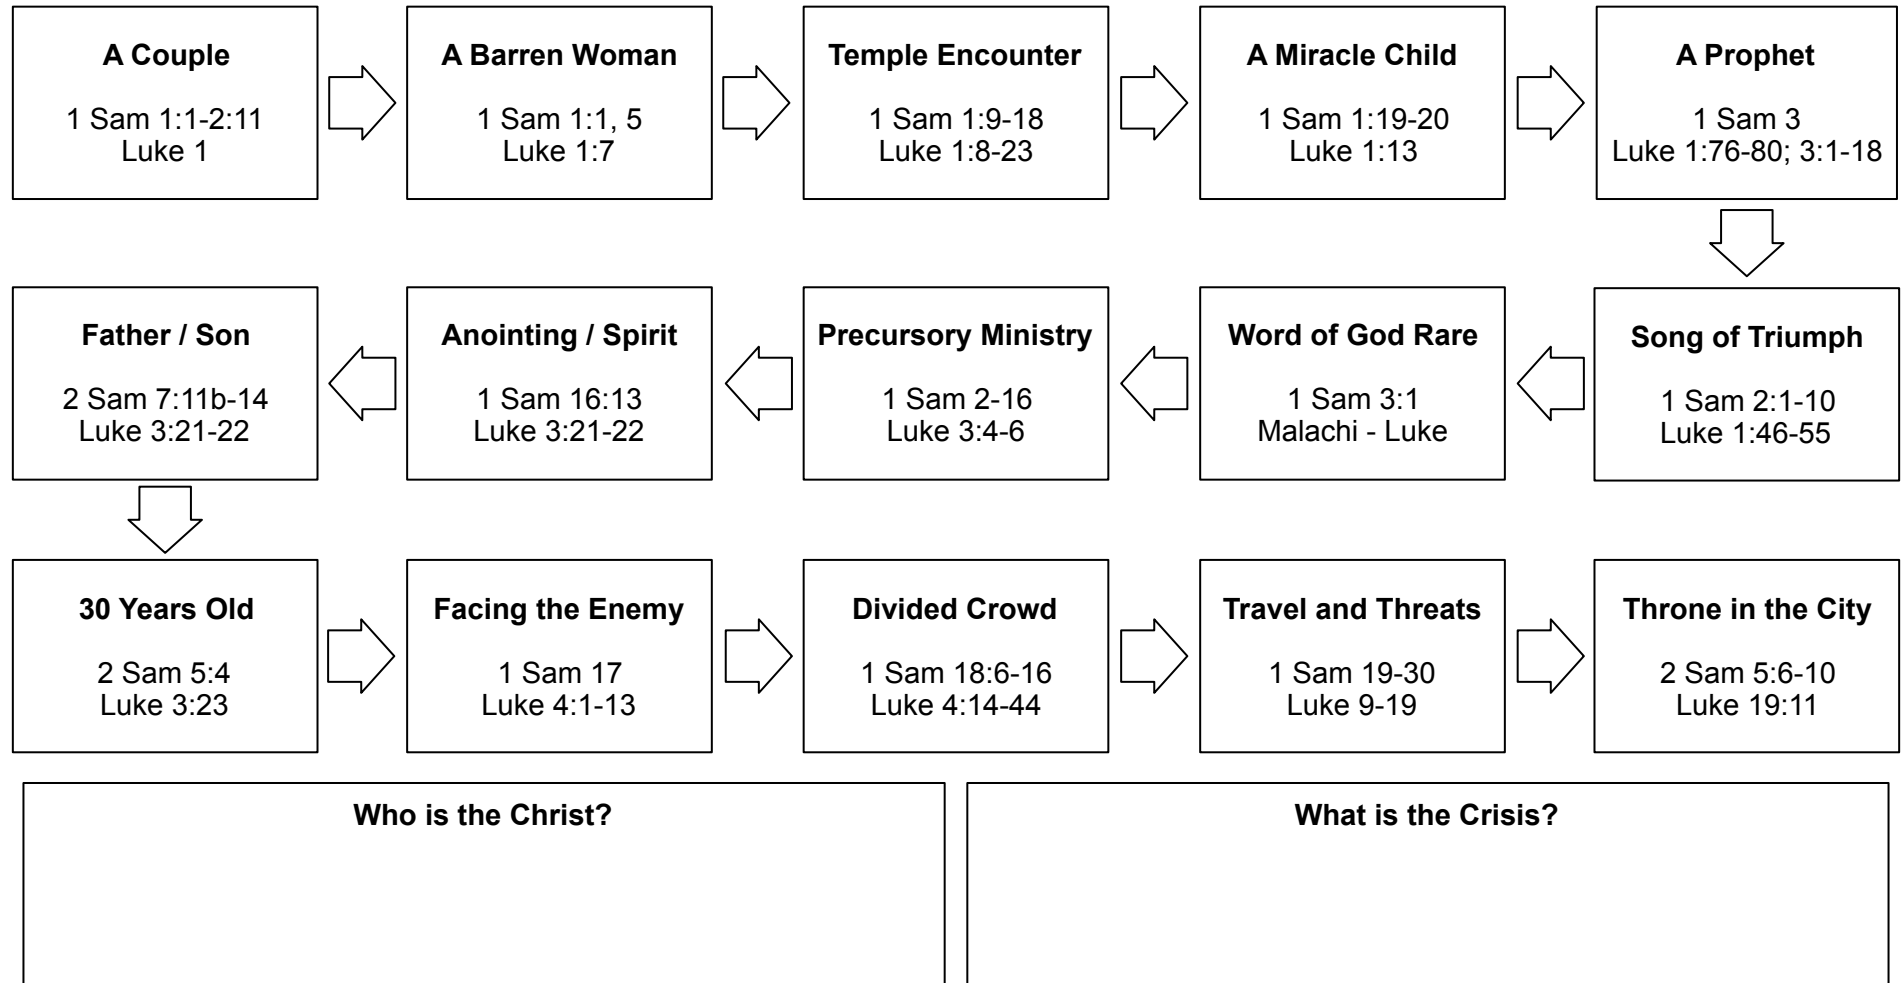 A Couple
1 Sam 1:1-2:11
Luke 1
A Barren Woman
1 Sam 1:1, 5
Luke 1:7
Temple Encounter
1 Sam 1:9-18
Luke 1:8-23
A Miracle Child
1 Sam 1:19-20
Luke 1:13
A Prophet
1 Sam 3
Luke 1:76-80; 3:1-18
Song of Triumph
1 Sam 2:1-10
Luke 1:46-55
Word of God Rare
1 Sam 3:1
Malachi - Luke
Precursory Ministry
1 Sam 2-16
Luke 3:4-6
Anointing / Spirit
1 Sam 16:13
Luke 3:21-22
Father / Son
2 Sam 7:11b-14
Luke 3:21-22
30 Years Old
2 Sam 5:4
Luke 3:23
Facing the Enemy
1 Sam 17
Luke 4:1-13
Divided Crowd
1 Sam 18:6-16
Luke 4:14-44
Travel and Threats
1 Sam 19-30
Luke 9-19
Throne in the City
2 Sam 5:6-10
Luke 19:11
Who is the Christ?
What is the Crisis?